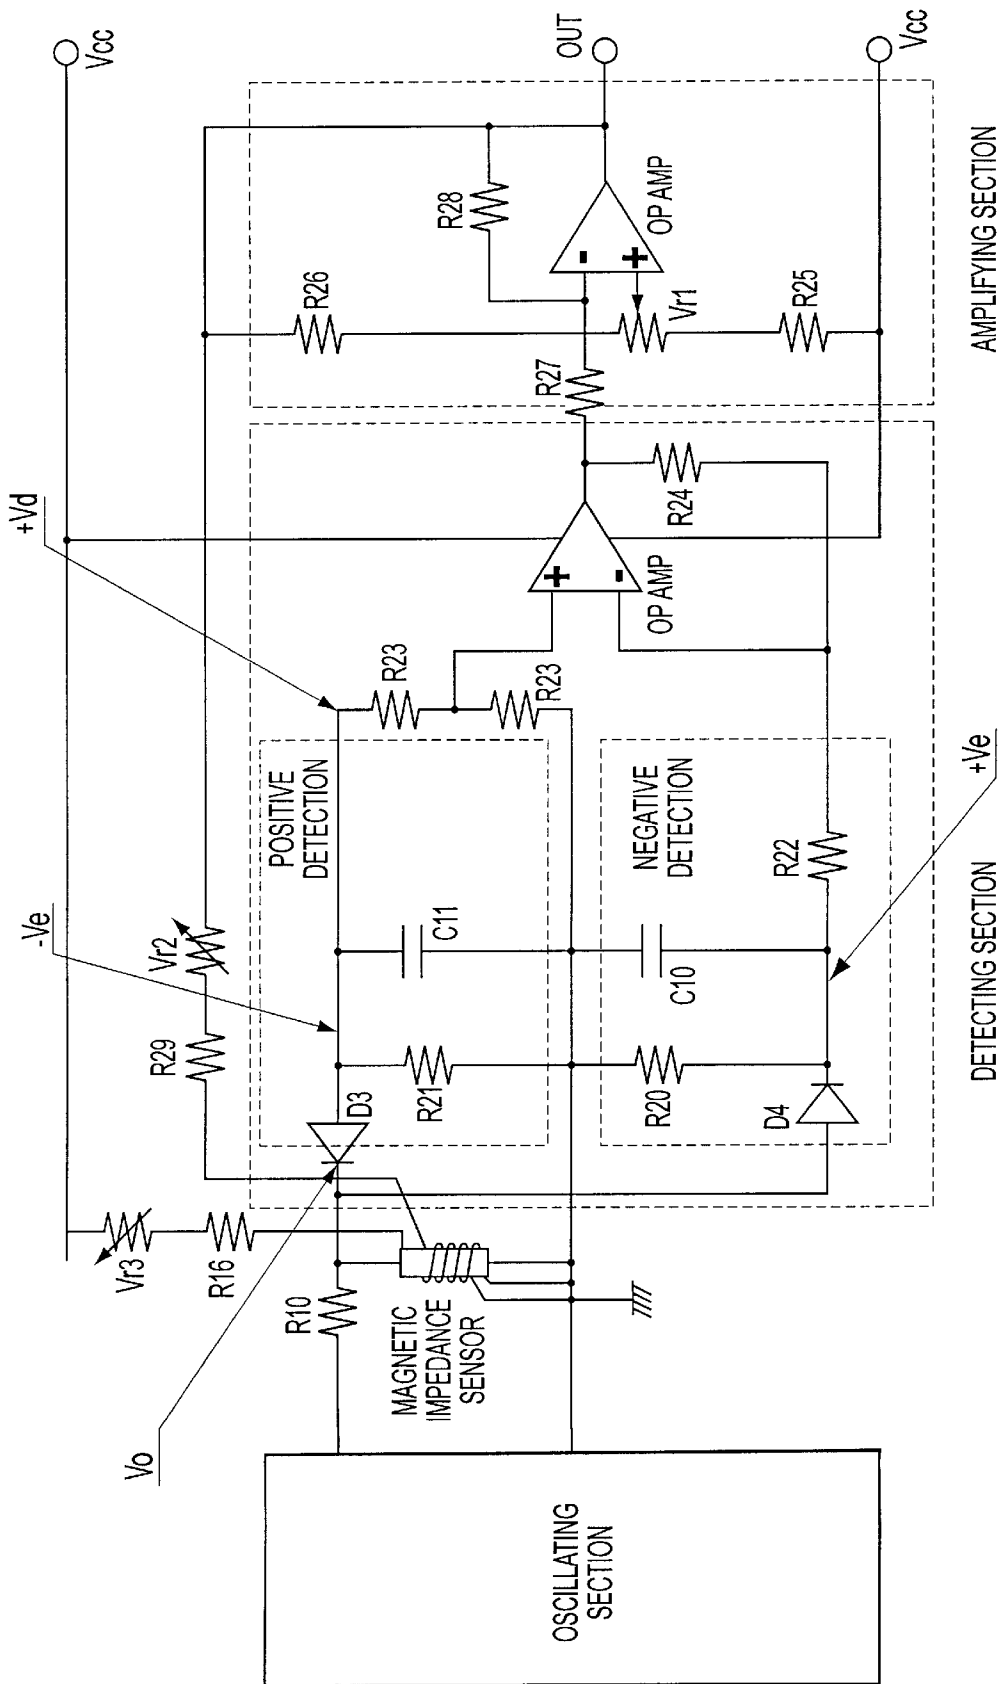 Vcc
OUT
Vcc
AMPLIFYING SECTION
R28
OP AMP
R26
Vr1
R25
R27
+Vd
R24
OP AMP
R23
R23
POSITIVE
DETECTION
NEGATIVE
DETECTION
+Ve
R22
-Ve
Vr2
C11
C10
R29
R21
R20
D3
D4
DETECTING SECTION
Vr3
R16
R10
MAGNETIC
IMPEDANCE
SENSOR
Vo
OSCILLATING
SECTION